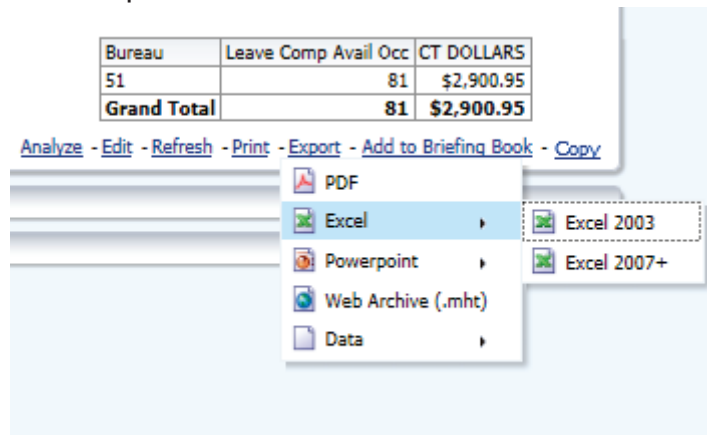 Bureau Leave Comp Avail Occ CT DOLLARS
51 81 $2,900.95
Grand Total 81 $2,900.95
Analyze - Edit - Refresh - Print - Export - Add to Briefing Book - Copy
PDF
Excel
Excel 2003
Powerpoint
Excel 2007+
Web Archive (.mht)
Data